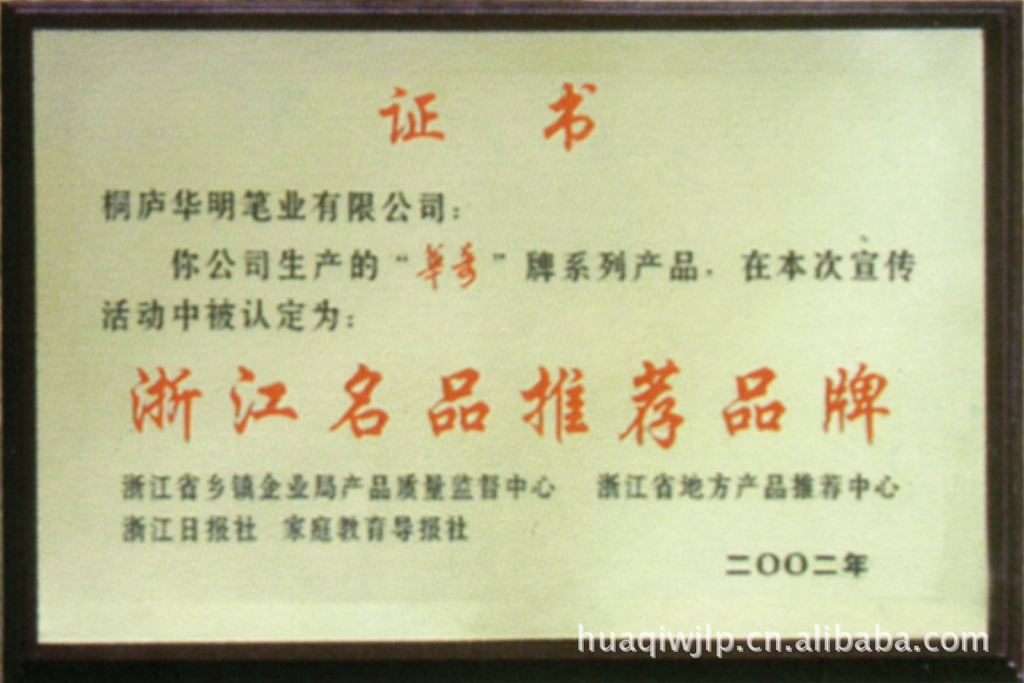 证 书
桐庐华明笔业有限公司：
你公司生产的“华奇”牌系列产品，在本次宣传
活动中被认定为：
浙江名品推荐品牌
浙江省乡镇企业局产品质量监督中心 浙江省地方产品推荐中心
浙江日报社 家庭教育导报社
二〇〇二年
huaqiwjlp.cn.alibaba.com